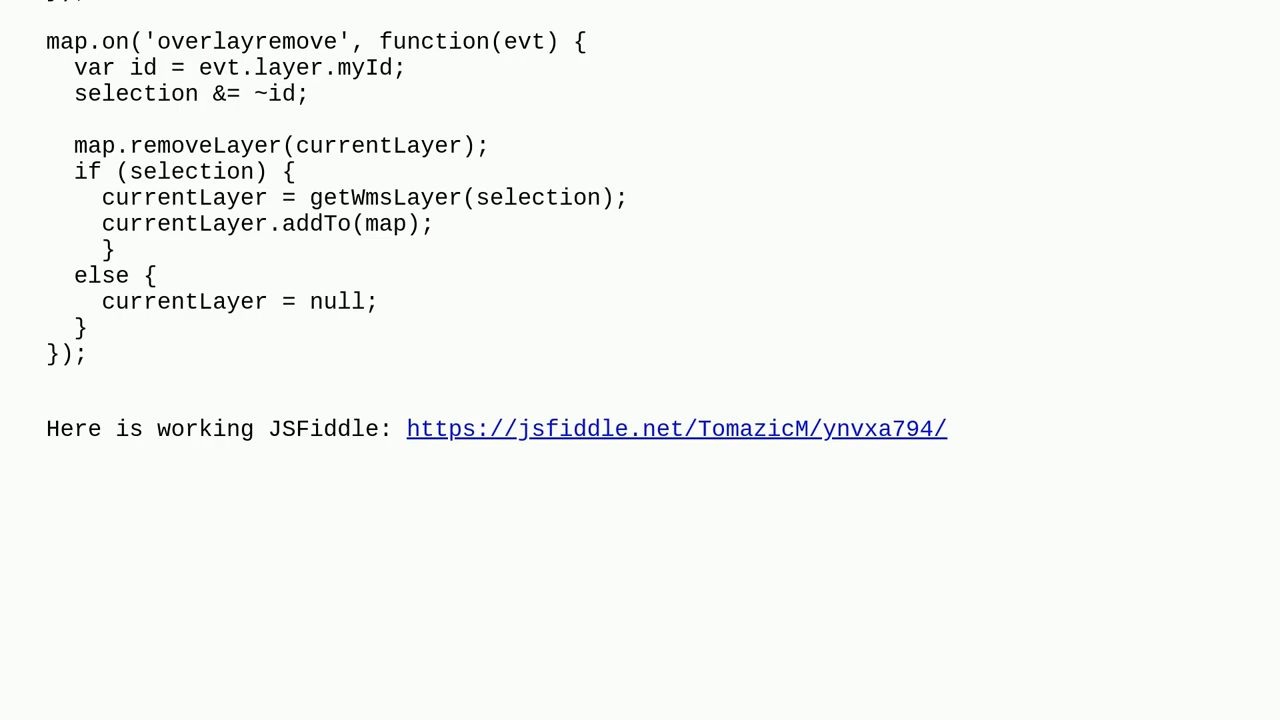 map.on('overlayremove', function(evt) {
  var id = evt.layer.myId;
  selection &= ~id;

  map.removeLayer(currentLayer);
  if (selection) {
    currentLayer = getWmsLayer(selection);
    currentLayer.addTo(map);
    }
  else {
    currentLayer = null;
  }
});

Here is working JSFiddle: https://jsfiddle.net/TomazicM/ynvxa794/